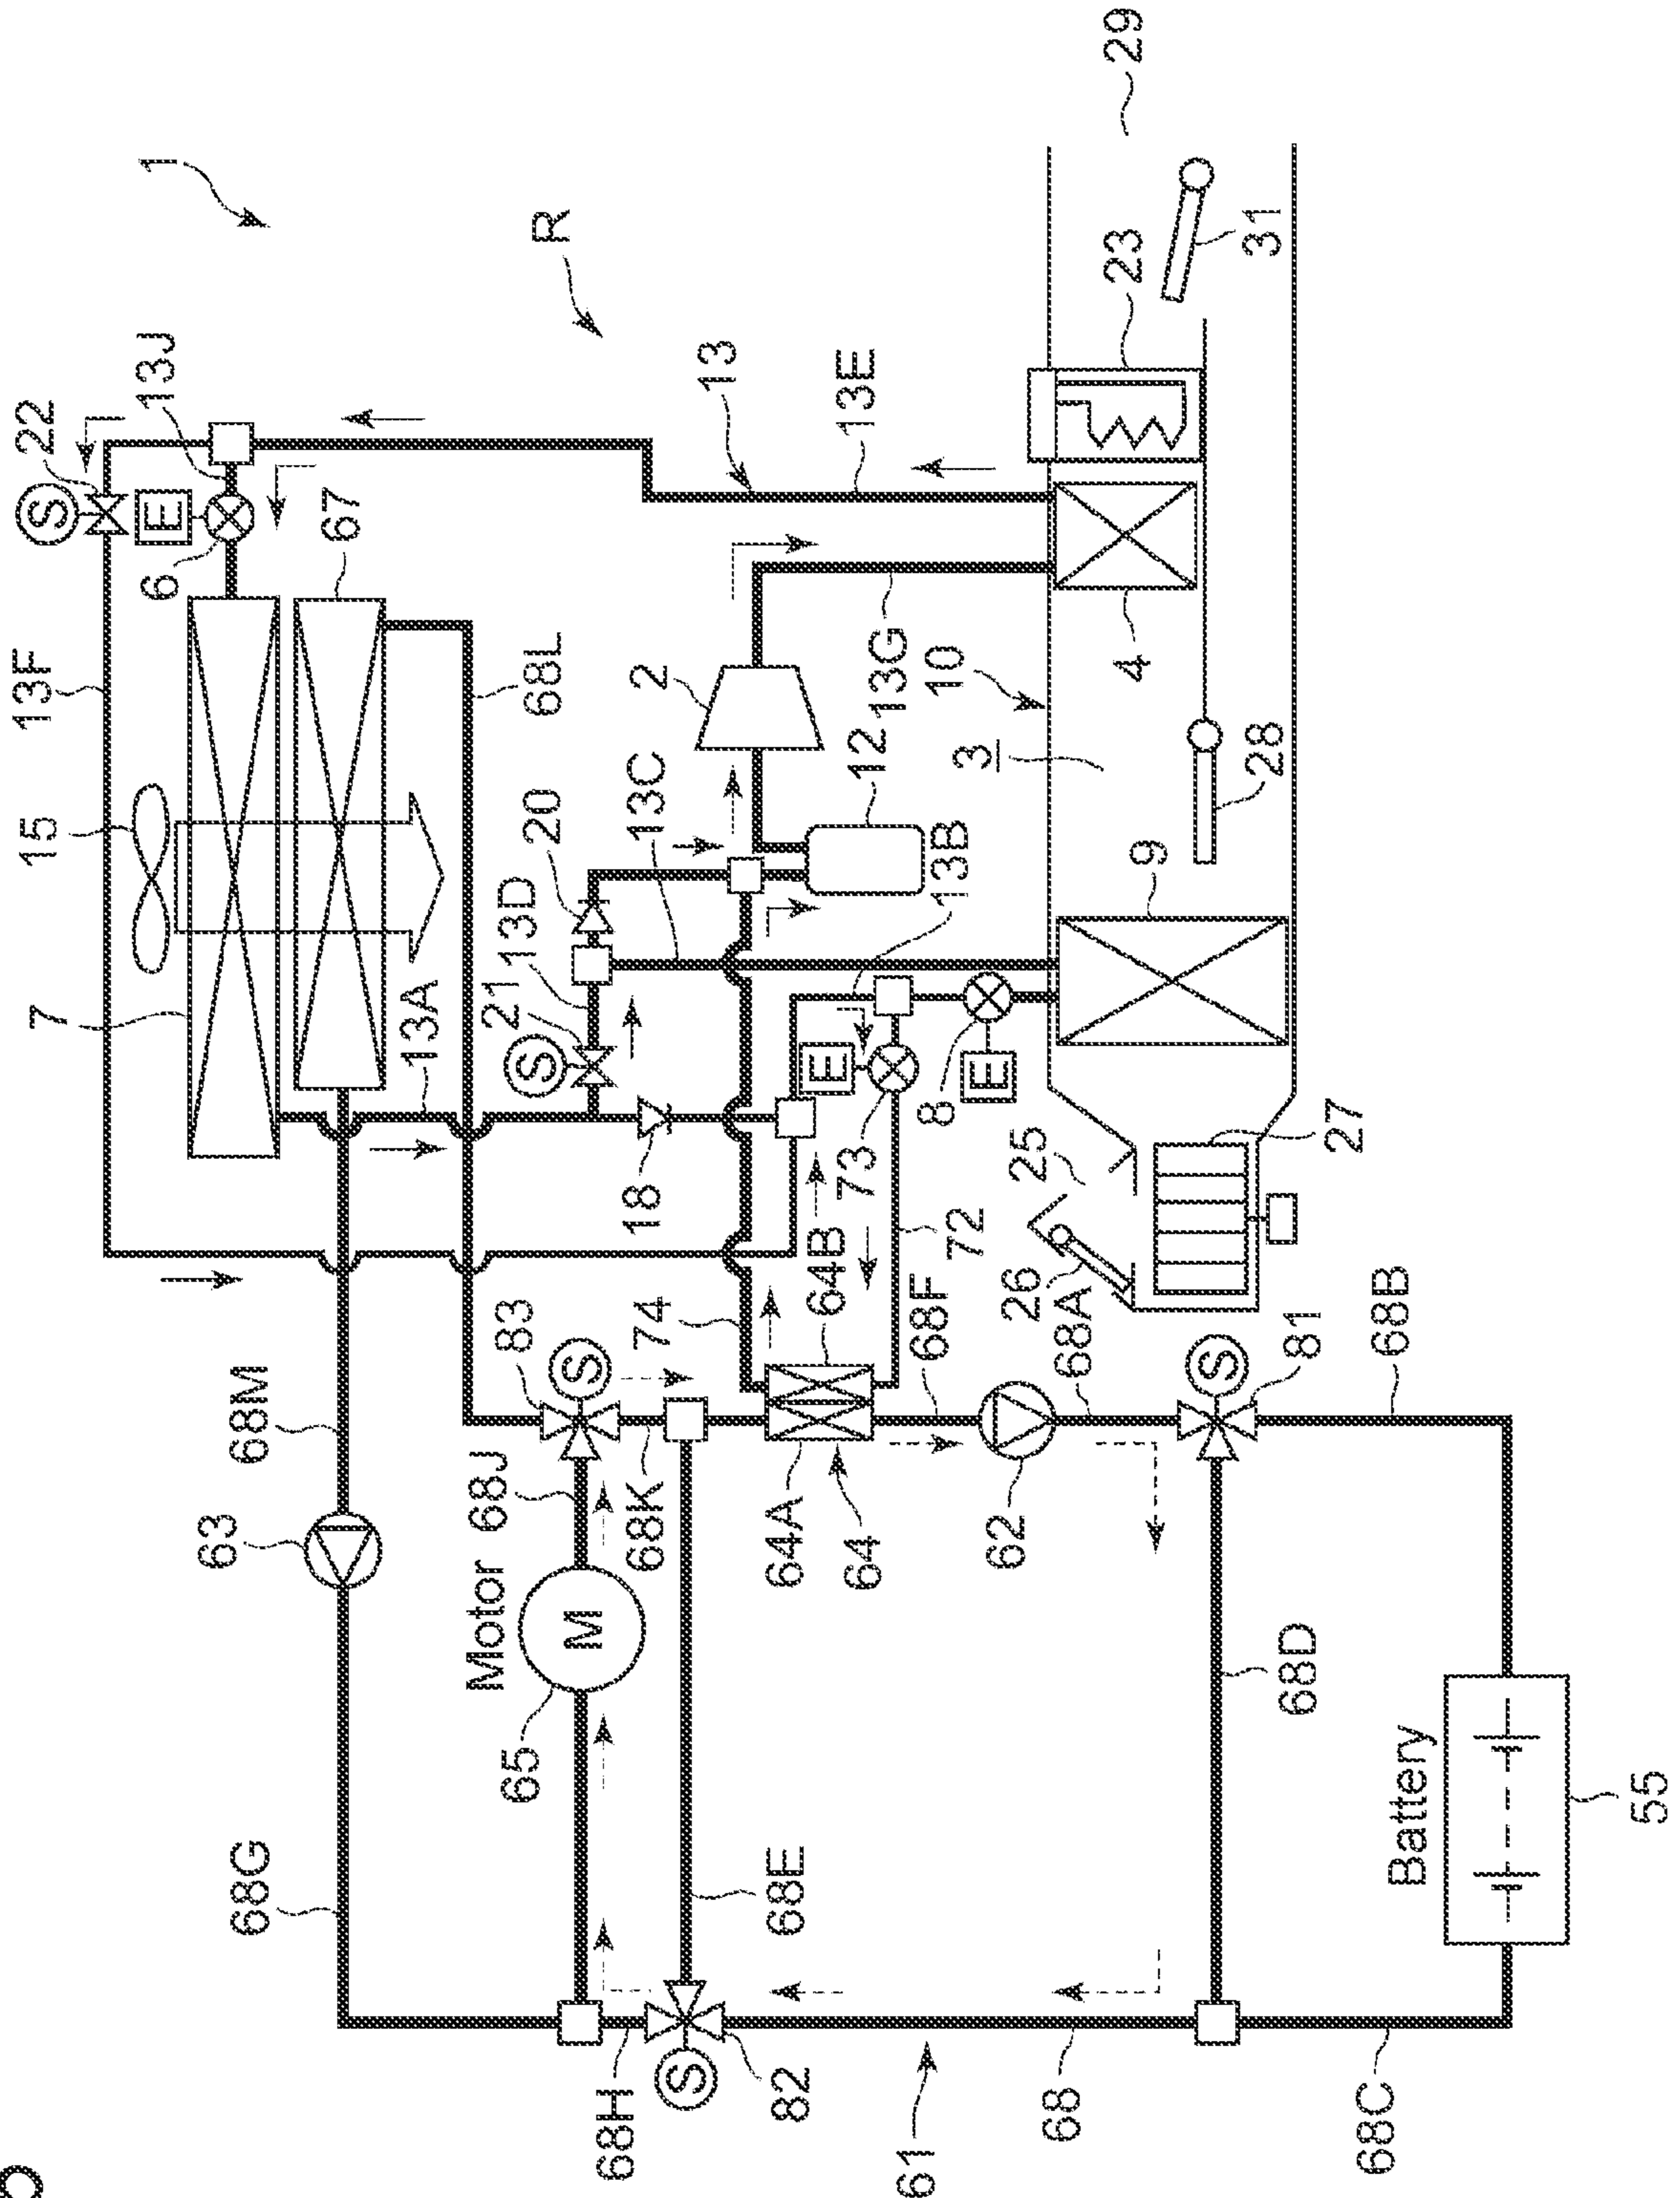 1
R
29
22
13J
13F
15
6
67
7
13A
68L
13
13E
23
31
2
13G
10
12
3
4
28
20
13C
13D
21
13B
9
S
E
S
E
E
8
18
73
72
25
26
27
83
S
74
64B
68F
68A
S
81
68B
68M
63
Motor
68J
M
65
68K
64A
64
62
68G
68E
68D
Battery
55
68H
S
82
61
68
68C